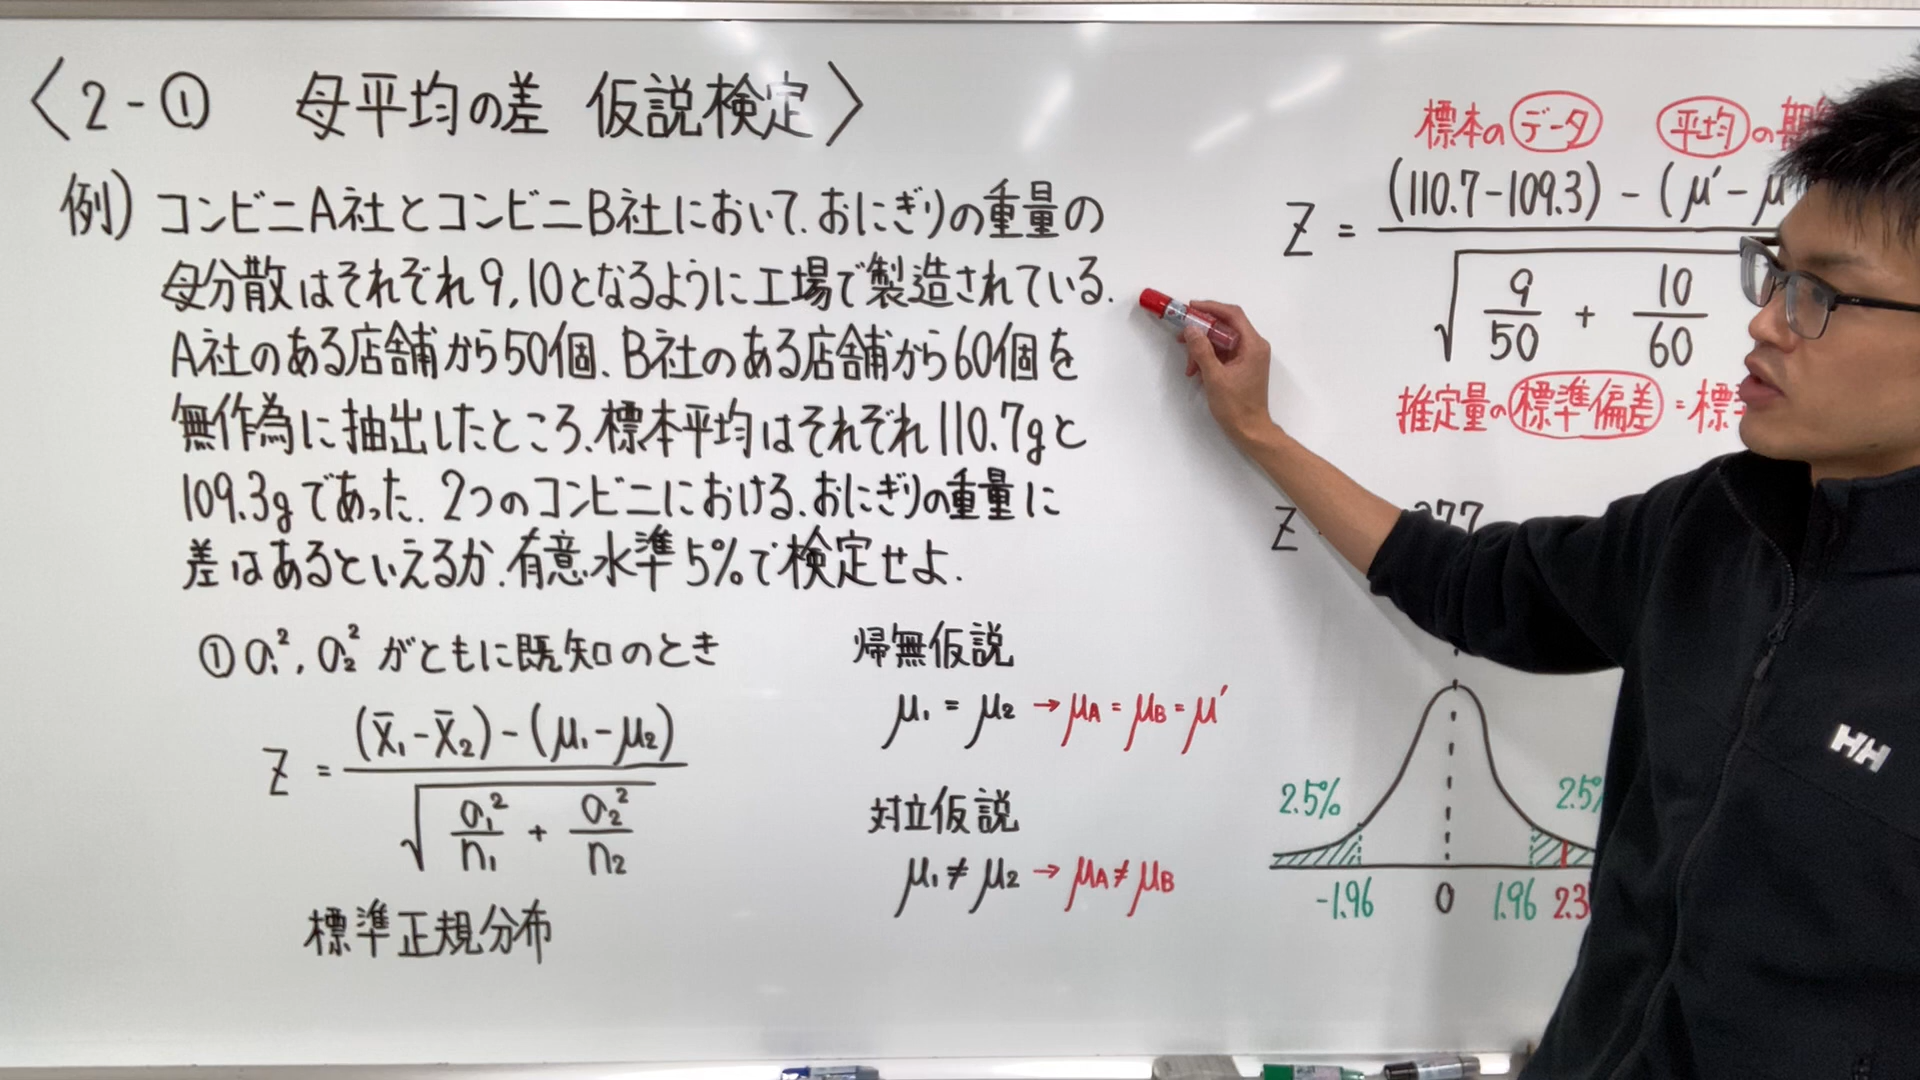 〈2-① 母平均の差 仮説検定〉
例) コンビニA社とコンビニB社において、おにぎりの重量の
母分散はそれぞれ9,10となるように工場で製造されている.
A社のある店舗から50個、B社のある店舗から60個を
無作為に抽出したところ、標本平均はそれぞれ110.7gと
109.3gであった. 2つのコンビニにおける、おにぎりの重量に
差はあるといえるか.有意水準5%で検定せよ.
①σ₁², σ₂² がともに既知のとき
Z = ((x̄₁-x̄₂)-(μ₁-μ₂)) / √(σ₁²/n₁ + σ₂²/n₂)
標準正規分布
帰無仮説
μ₁ = μ₂ → μA = μB = μ'
対立仮説
μ₁ ≠ μ₂ → μA ≠ μB
標本のデータ 平均の
Z = (110.7-109.3) - (μ'-μ
√ 9/50 + 10/60
推定量の標準偏差 = 標
Z
2.5% 2.5%
-1.96 0 1.96 2.3
HH